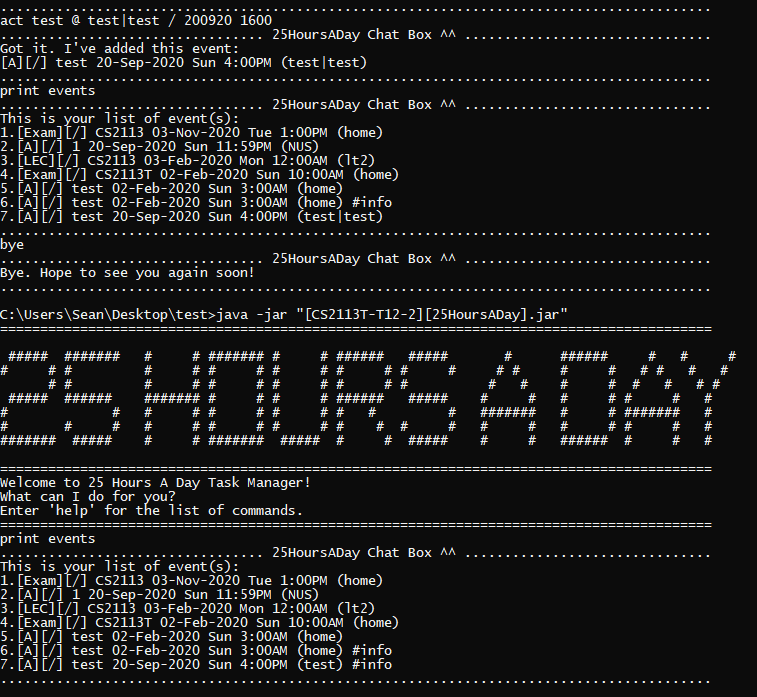 act test @ test|test / 200920 1600
................................. 25HoursADay Chat Box ^^ ...............................
Got it. I've added this event:
[A][/] test 20-Sep-2020 Sun 4:00PM (test|test)
.........................................................................................
print events
................................. 25HoursADay Chat Box ^^ ...............................
This is your list of event(s):
1.[Exam][/] CS2113 03-Nov-2020 Tue 1:00PM (home)
2.[A][/] 1 20-Sep-2020 Sun 11:59PM (NUS)
3.[LEC][/] CS2113 03-Feb-2020 Mon 12:00AM (lt2)
4.[Exam][/] CS2113T 02-Feb-2020 Sun 10:00AM (home)
5.[A][/] test 02-Feb-2020 Sun 3:00AM (home)
6.[A][/] test 02-Feb-2020 Sun 3:00AM (home) #info
7.[A][/] test 20-Sep-2020 Sun 4:00PM (test|test)
.........................................................................................
bye
................................. 25HoursADay Chat Box ^^ ...............................
Bye. Hope to see you again soon!
.........................................................................................
C:\Users\Sean\Desktop\test>java -jar "[CS2113T-T12-2][25HoursADay].jar"
=========================================================================================
25 HOURS A DAY
=========================================================================================
Welcome to 25 Hours A Day Task Manager!
What can I do for you?
Enter 'help' for the list of commands.
=========================================================================================
print events
................................. 25HoursADay Chat Box ^^ ...............................
This is your list of event(s):
1.[Exam][/] CS2113 03-Nov-2020 Tue 1:00PM (home)
2.[A][/] 1 20-Sep-2020 Sun 11:59PM (NUS)
3.[LEC][/] CS2113 03-Feb-2020 Mon 12:00AM (lt2)
4.[Exam][/] CS2113T 02-Feb-2020 Sun 10:00AM (home)
5.[A][/] test 02-Feb-2020 Sun 3:00AM (home)
6.[A][/] test 02-Feb-2020 Sun 3:00AM (home) #info
7.[A][/] test 20-Sep-2020 Sun 4:00PM (test) #info
.........................................................................................